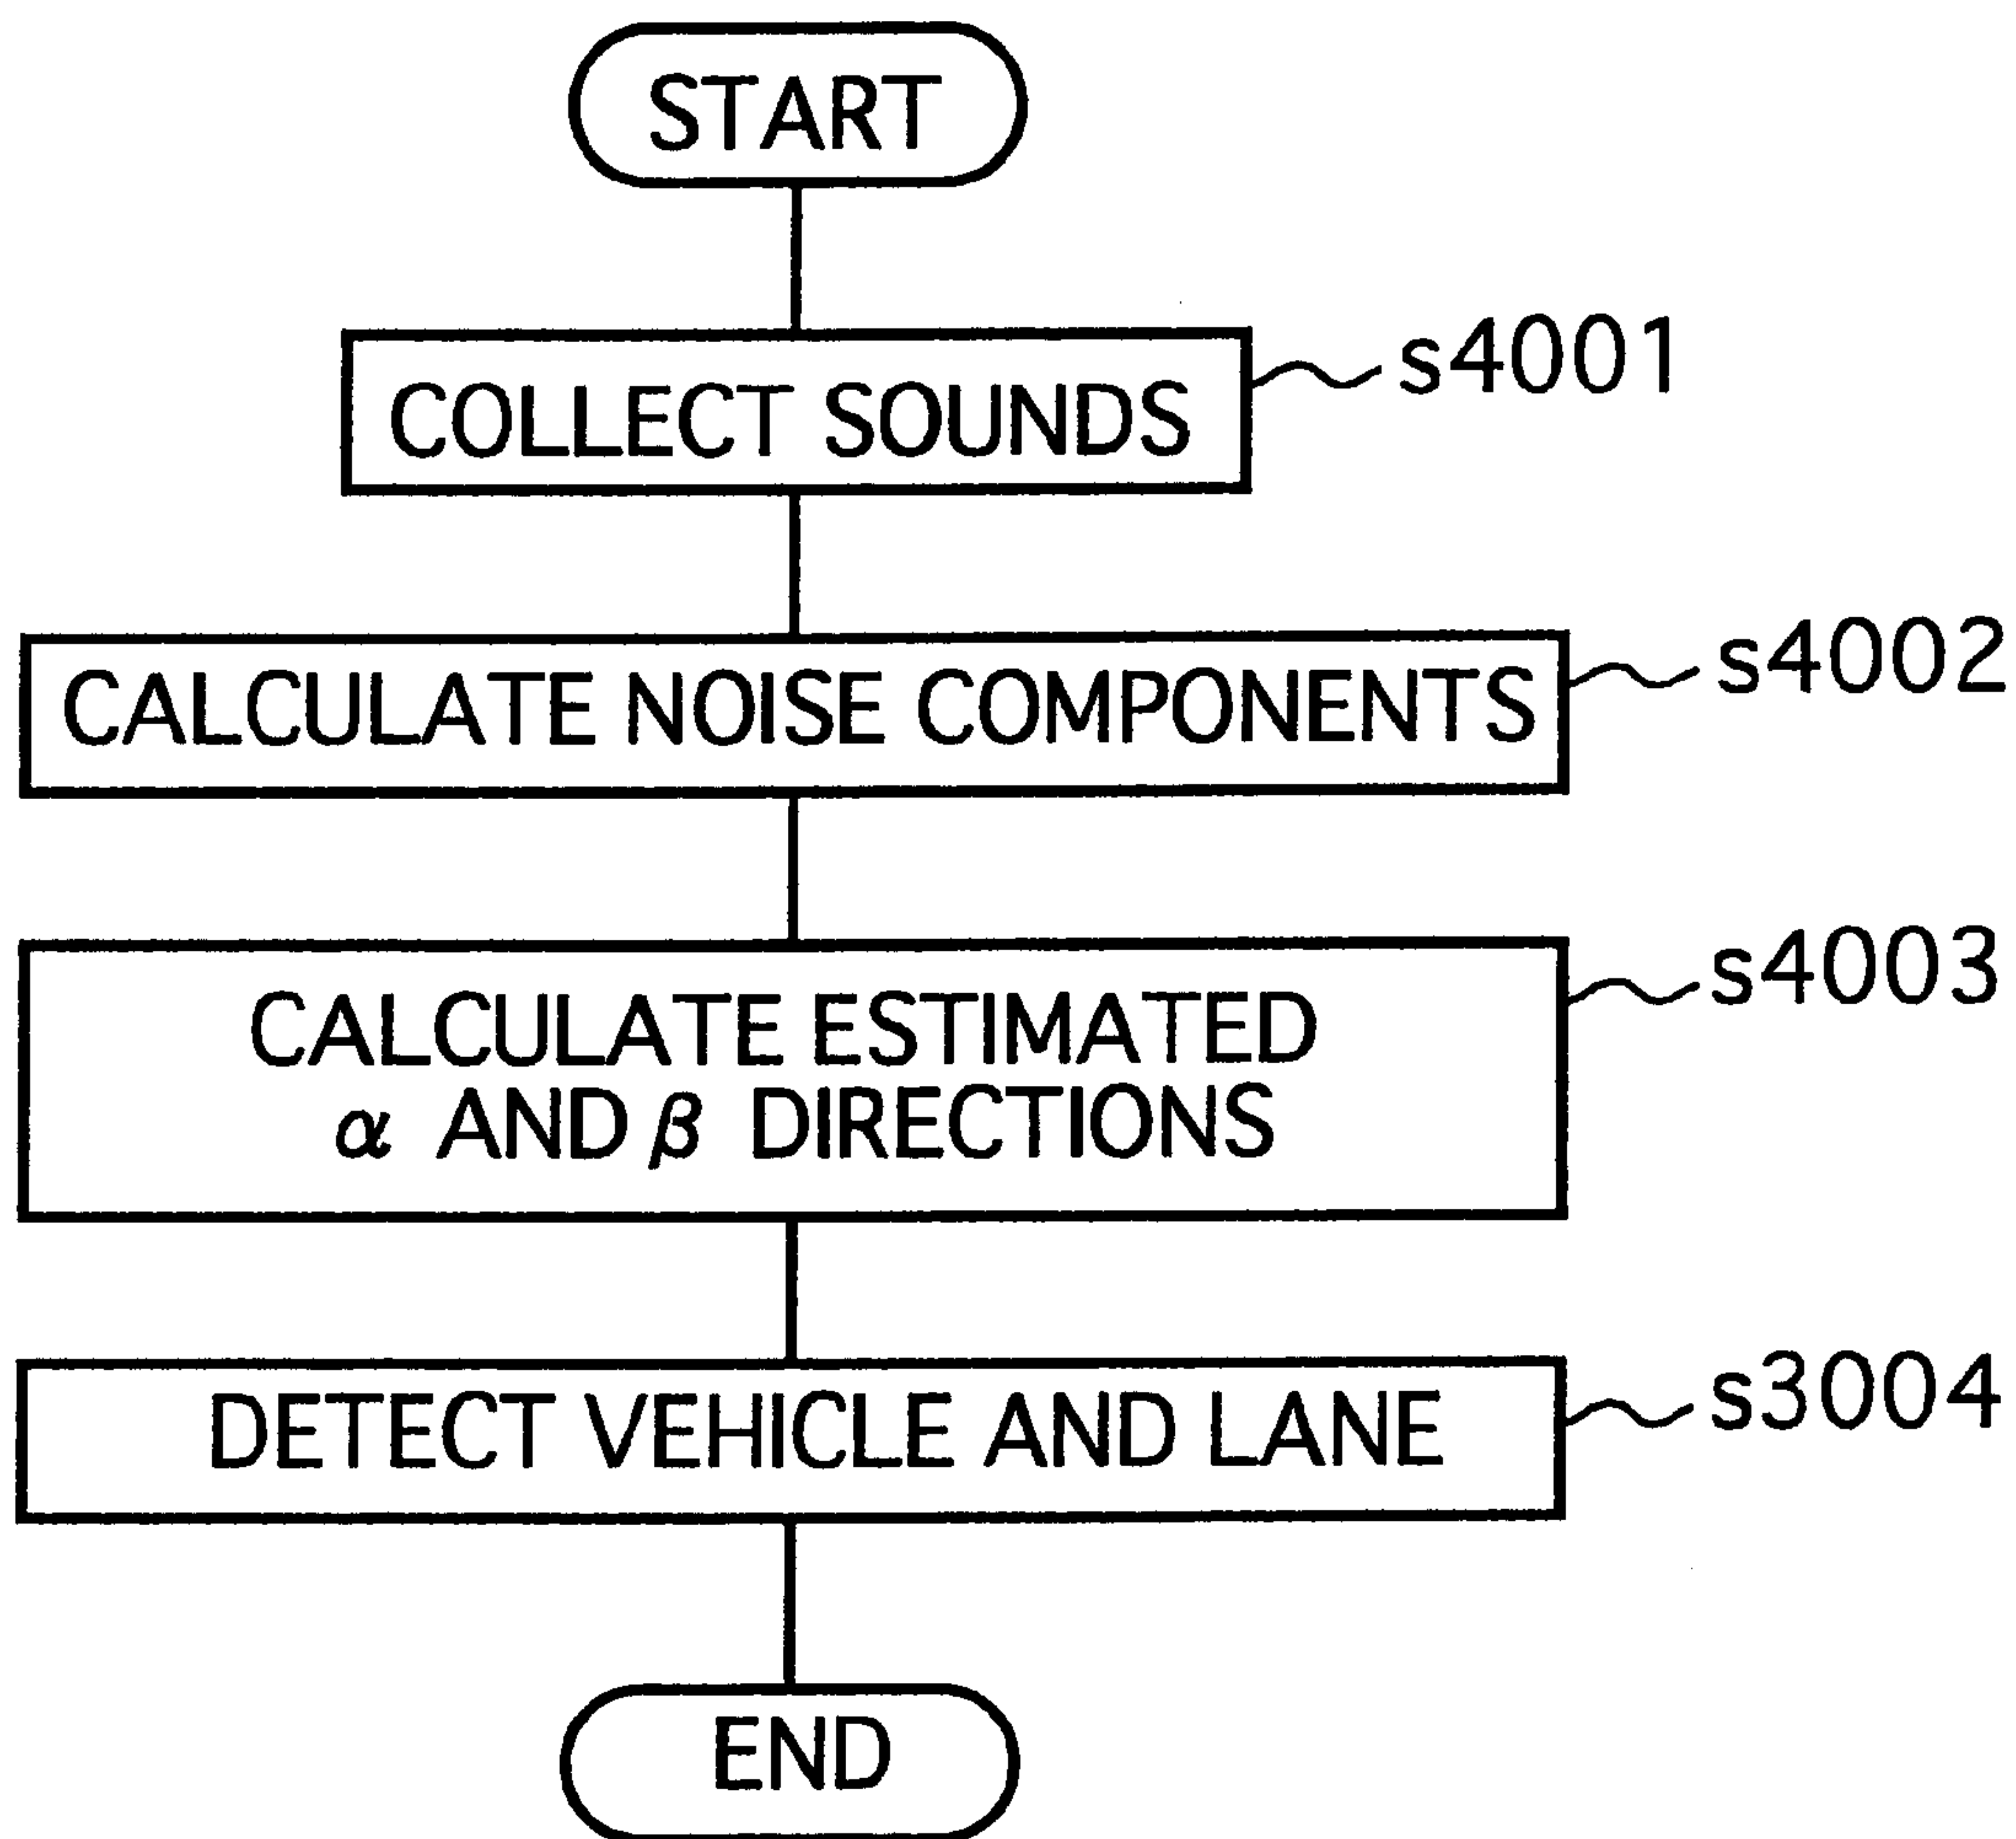 START
COLLECT SOUNDS
s4001
CALCULATE NOISE COMPONENTS
s4002
CALCULATE ESTIMATED
α AND β DIRECTIONS
s4003
DETECT VEHICLE AND LANE
s3004
END